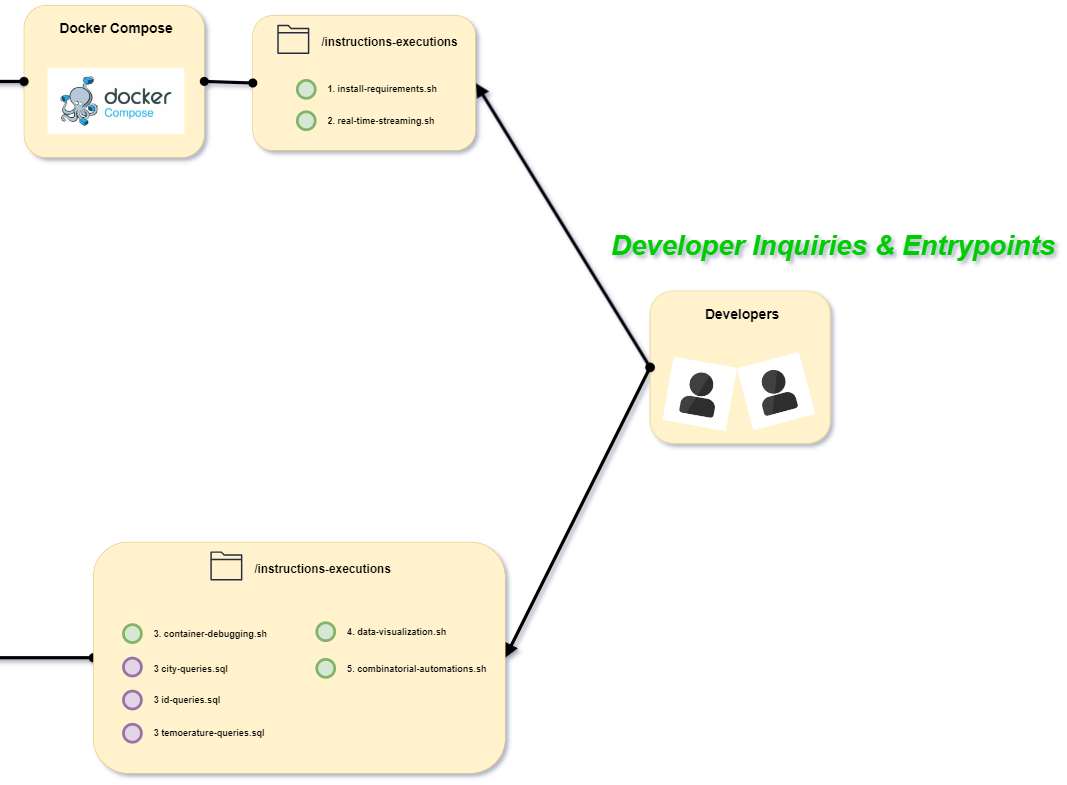 Docker Compose
docker
Compose
/instructions-executions
1. install-requirements.sh
2. real-time-streaming.sh
Developer Inquiries & Entrypoints
Developers
/instructions-executions
3. container-debugging.sh
3 city-queries.sql
3 id-queries.sql
3 temoerature-queries.sql
4. data-visualization.sh
5. combinatorial-automations.sh